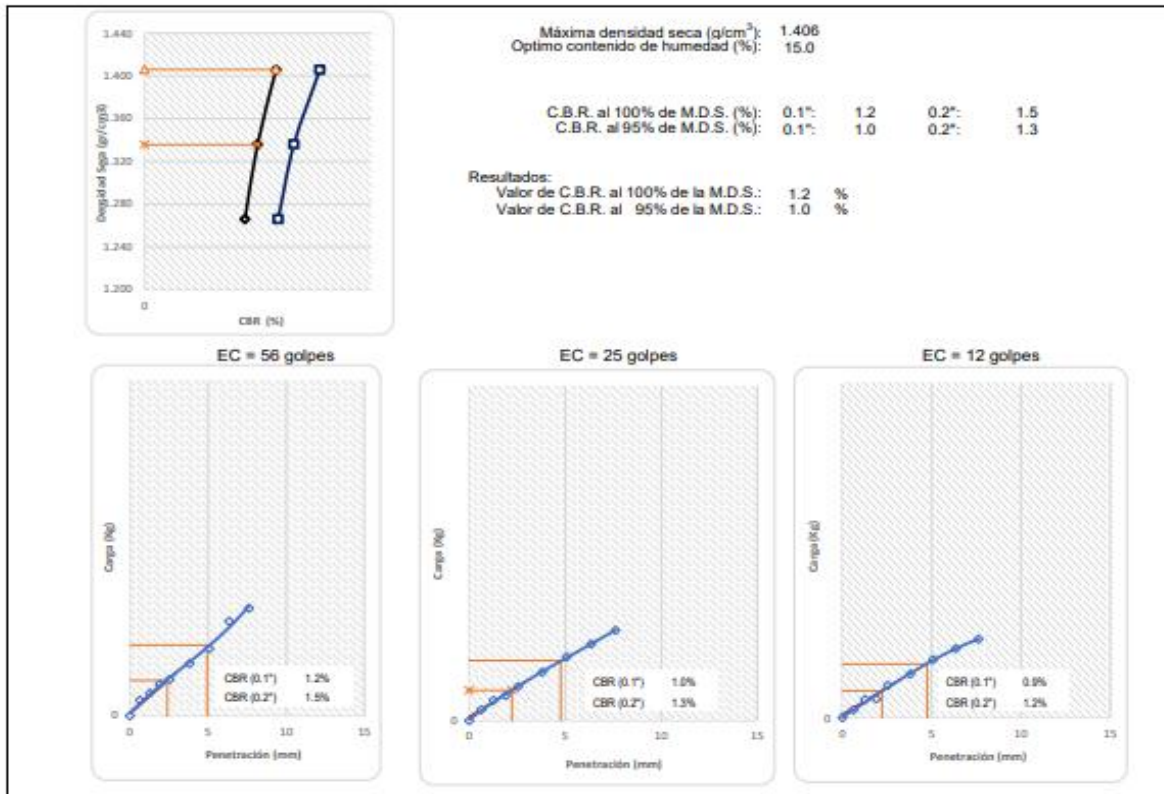 Máxima densidad seca (g/cm³): 1.406
Optimo contenido de humedad (%): 15.0
C.B.R. al 100% de M.D.S. (%): 0.1": 1.2 0.2": 1.5
C.B.R. al 95% de M.D.S. (%): 0.1": 1.0 0.2": 1.3
Resultados:
Valor de C.B.R. al 100% de la M.D.S.: 1.2 %
Valor de C.B.R. al 95% de la M.D.S.: 1.0 %
1.440
1.400
1.360
1.320
1.280
1.240
1.200
Densidad Seca (gr/cm3)
0
CBR (%)
EC = 56 golpes
Carga (Kg)
CBR (0.1") 1.2%
CBR (0.2") 1.5%
0
0 5 10 15
Penetración (mm)
EC = 25 golpes
Carga (Kg)
CBR (0.1") 1.0%
CBR (0.2") 1.3%
0
0 5 10 15
Penetración (mm)
EC = 12 golpes
Carga (Kg)
CBR (0.1") 0.9%
CBR (0.2") 1.2%
0
0 5 10 15
Penetración (mm)